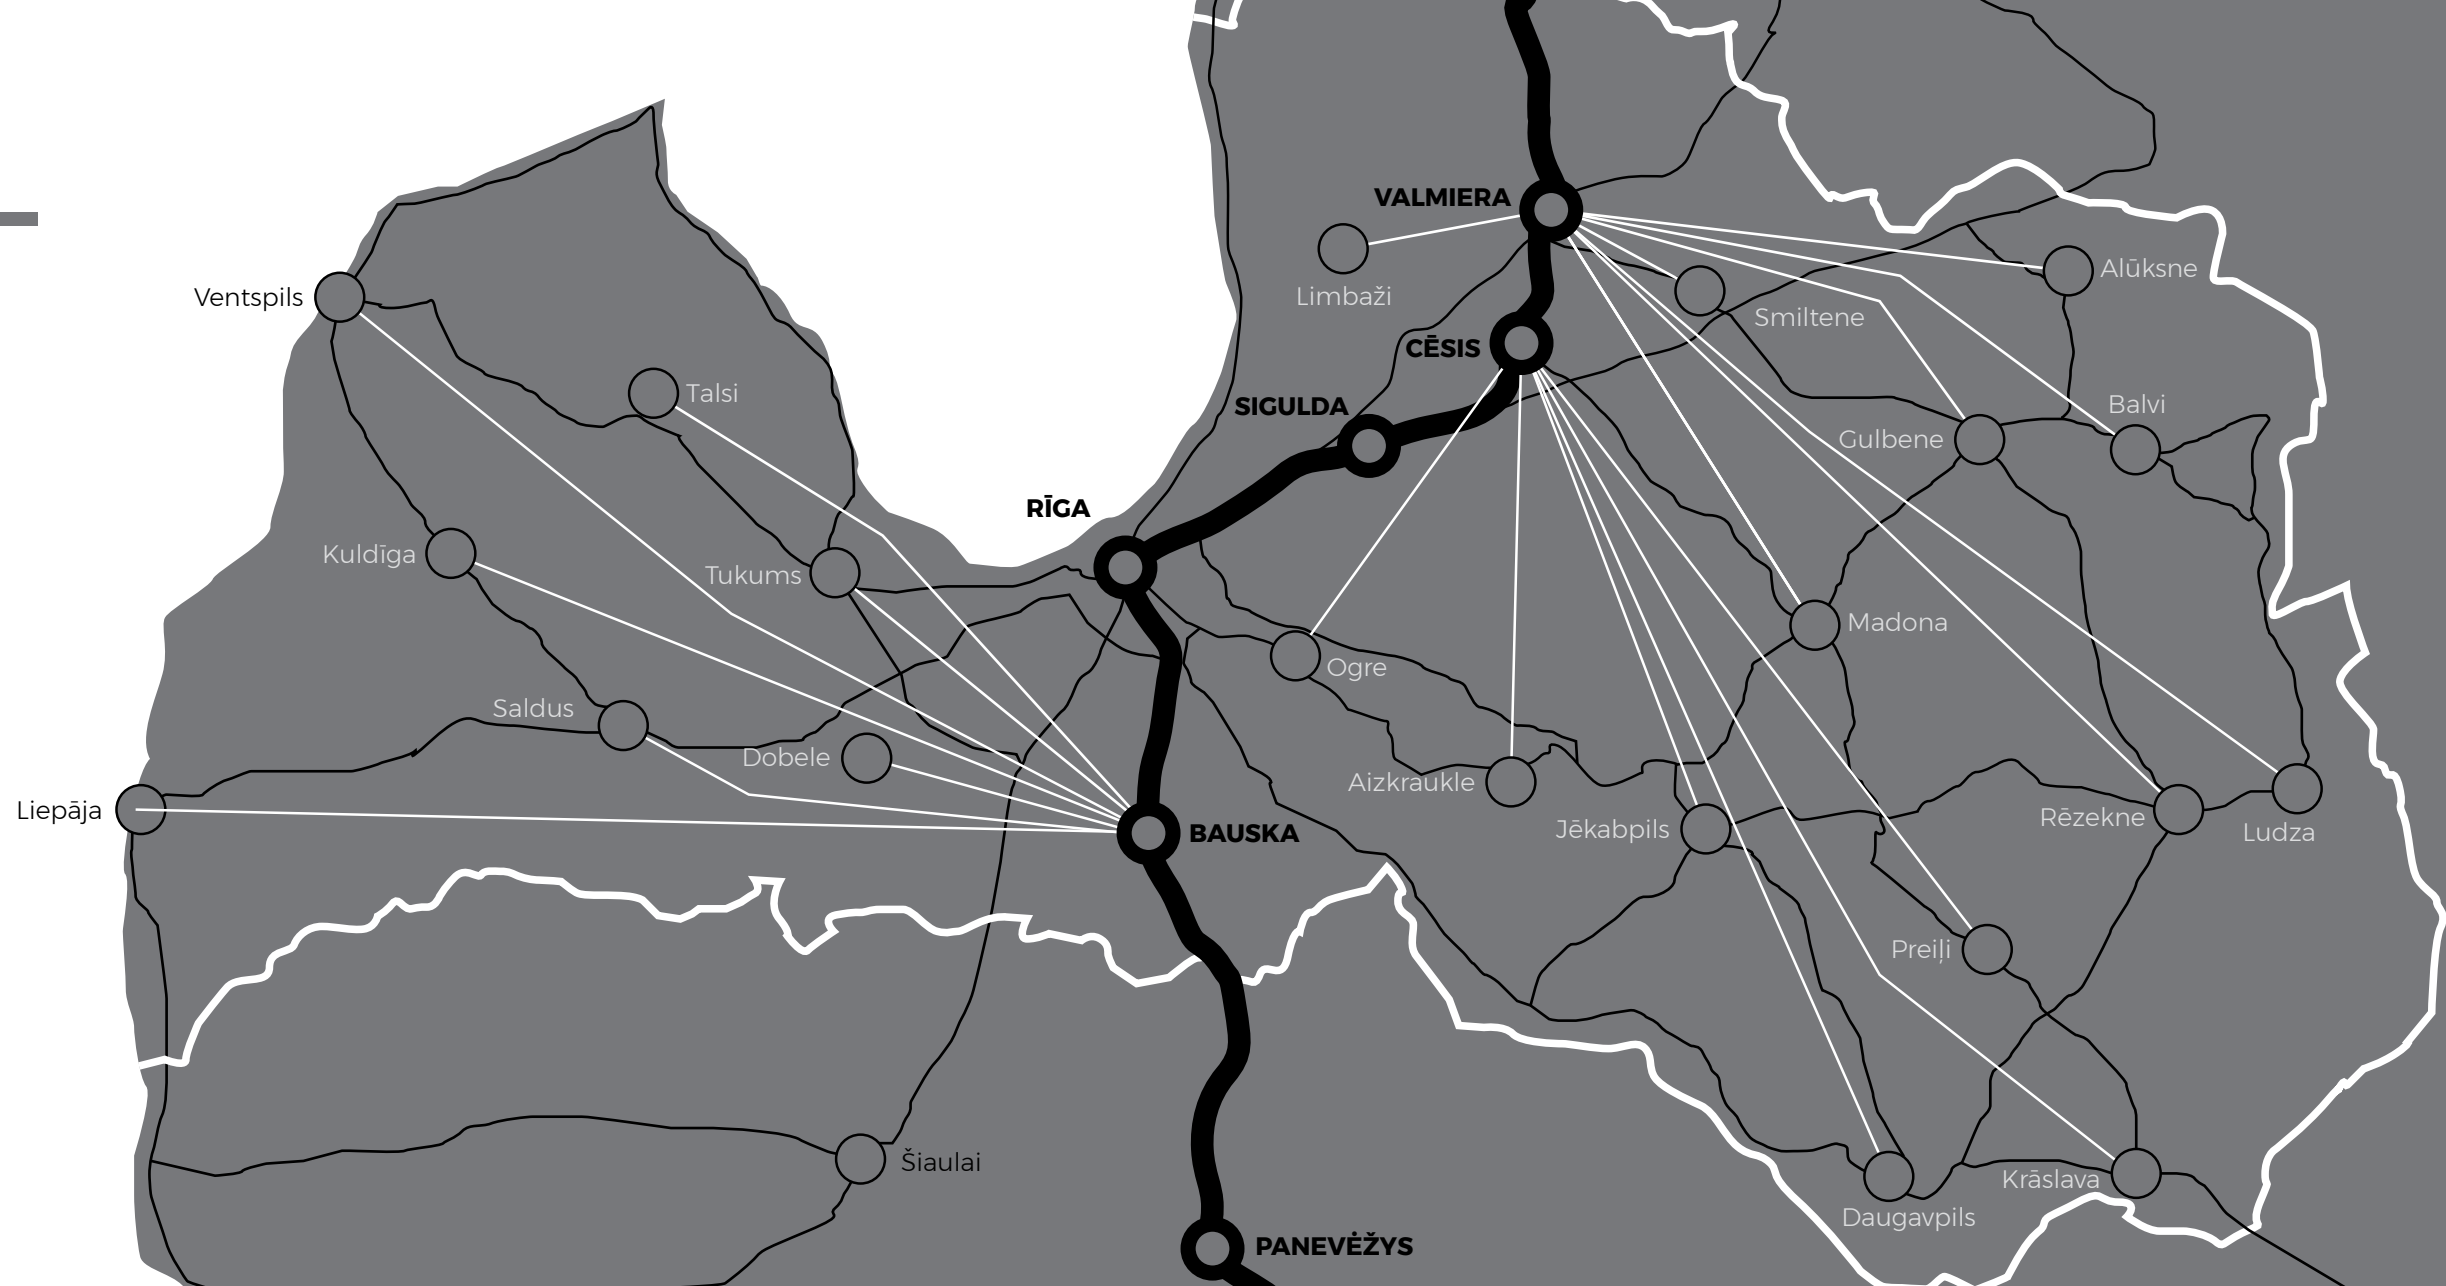 VALMIERA
Alūksne
Ventspils
Limbaži
Smiltene
CĒSIS
Talsi
SIGULDA
Balvi
Gulbene
RĪGA
Kuldīga
Tukums
Madona
Ogre
Saldus
Dobele
Aizkraukle
Liepāja
BAUSKA
Jēkabpils
Rēzekne
Ludza
Preiļi
Šiaulai
Krāslava
Daugavpils
PANEVĖŽYS